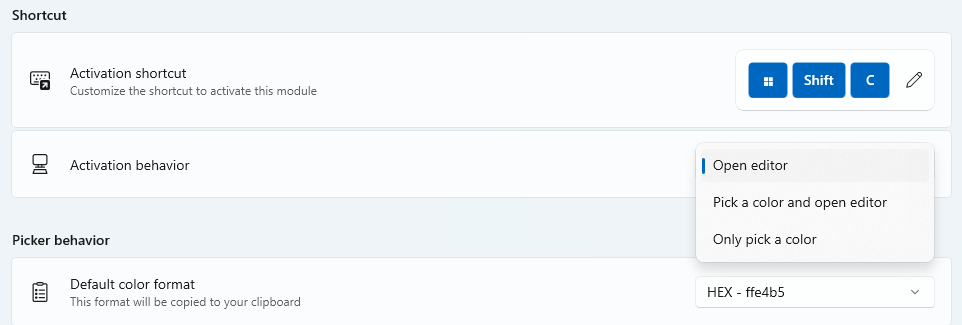 Shortcut
Activation shortcut
Customize the shortcut to activate this module
Shift
C
Activation behavior
Open editor
Pick a color and open editor
Only pick a color
Picker behavior
Default color format
This format will be copied to your clipboard
HEX - ffe4b5